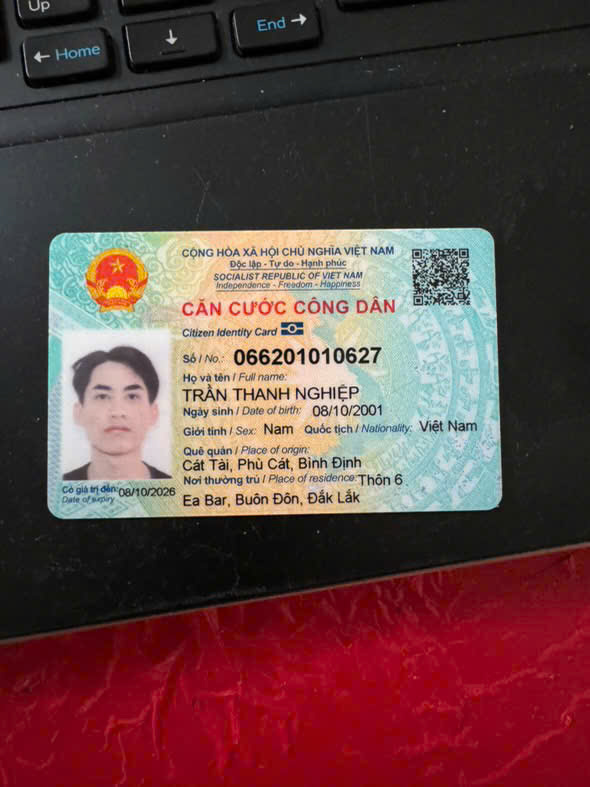 Up
← Home
↓
End →
CỘNG HÒA XÃ HỘI CHỦ NGHĨA VIỆT NAM
Độc lập - Tự do - Hạnh phúc
SOCIALIST REPUBLIC OF VIET NAM
Independence - Freedom - Happiness
CĂN CƯỚC CÔNG DÂN
Citizen Identity Card
Số / No.: 066201010627
Họ và tên / Full name:
TRẦN THANH NGHIỆP
Ngày sinh / Date of birth: 08/10/2001
Giới tính / Sex: Nam Quốc tịch / Nationality: Việt Nam
Quê quán / Place of origin:
Cát Tài, Phù Cát, Bình Định
Nơi thường trú / Place of residence: Thôn 6
Ea Bar, Buôn Đôn, Đắk Lắk
Có giá trị đến: 08/10/2026
Date of expiry